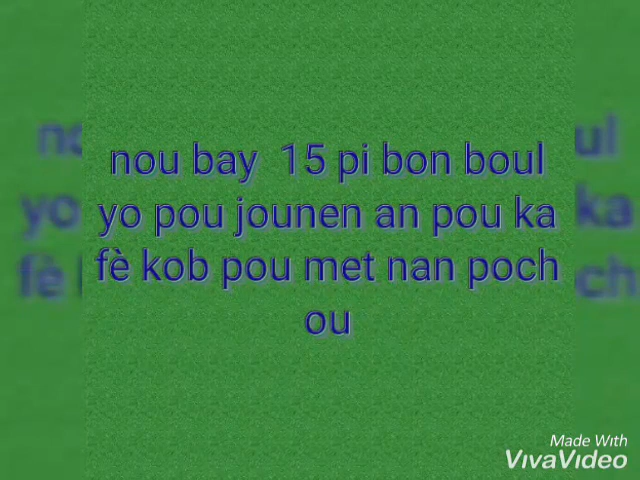 nou bay  15 pi bon boul
yo pou jounen an pou ka
fè kob pou met nan poch
ou
Made With
VivaVideo